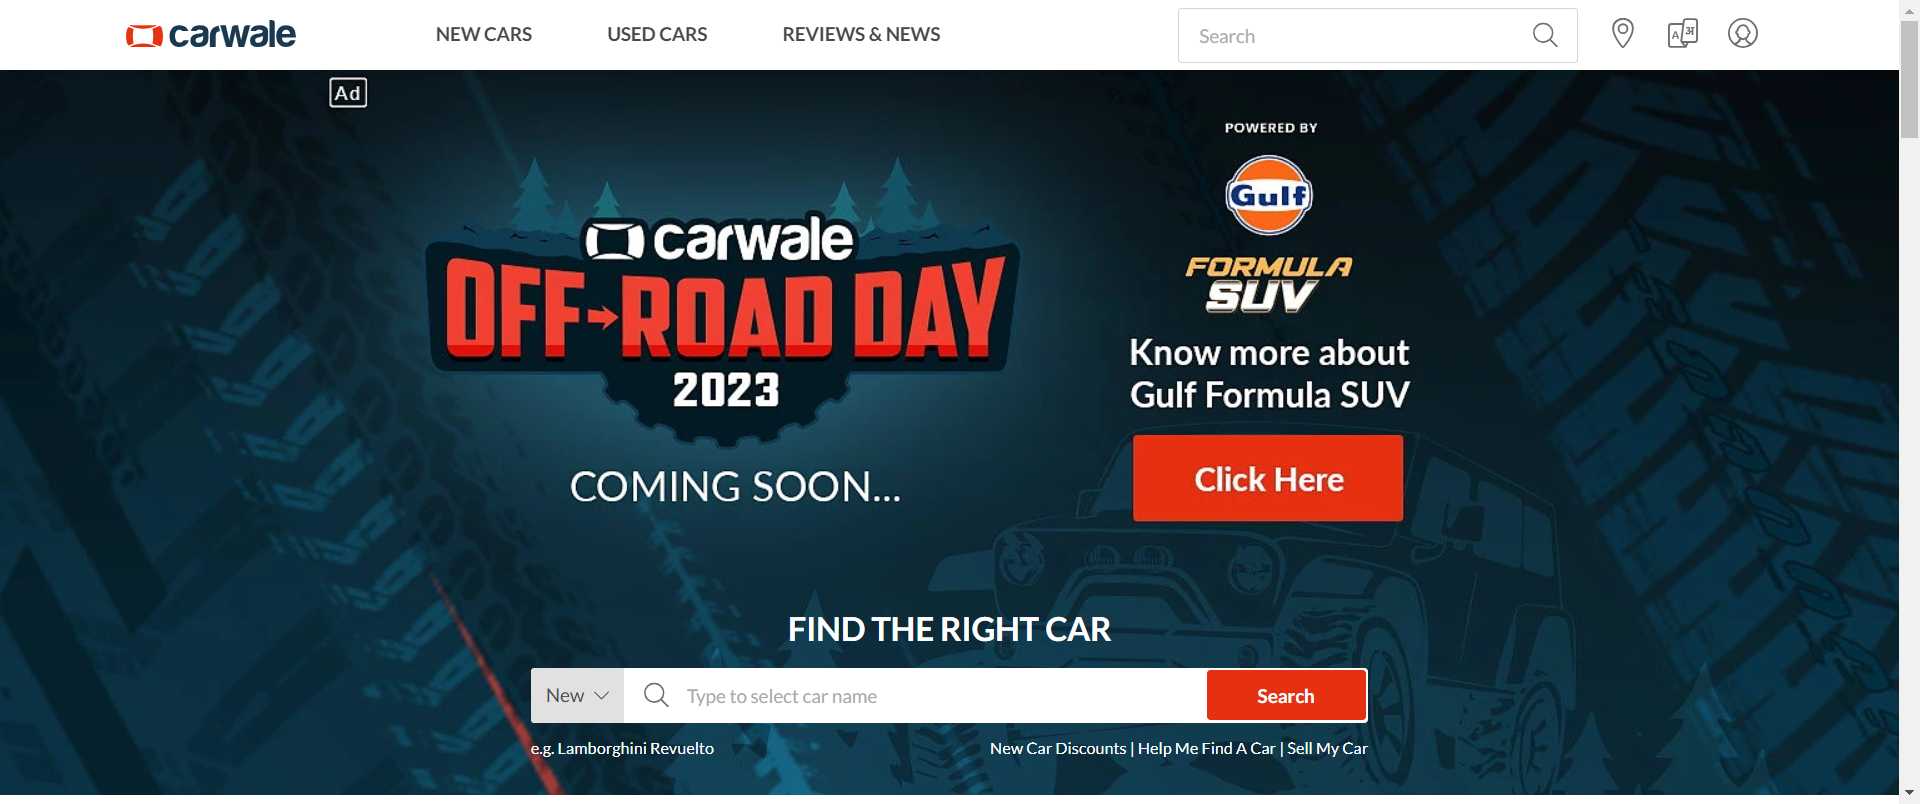 carwale
NEW CARS
USED CARS
REVIEWS & NEWS
Search
A अ
Ad
POWERED BY
Gulf
FORMULA
SUV
Know more about
Gulf Formula SUV
Click Here
carwale
OFF-ROAD DAY
2023
COMING SOON...
FIND THE RIGHT CAR
New
Type to select car name
Search
e.g. Lamborghini Revuelto
New Car Discounts | Help Me Find A Car | Sell My Car